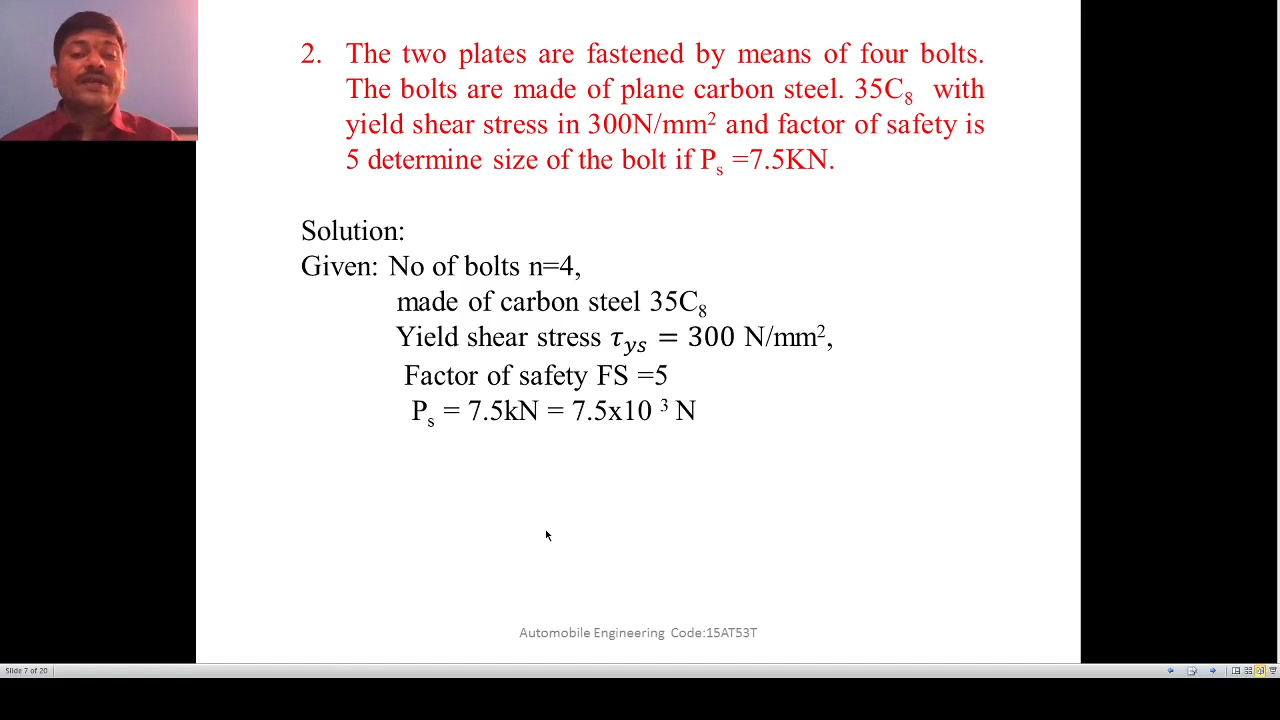 2. The two plates are fastened by means of four bolts.
The bolts are made of plane carbon steel. 35C₈ with
yield shear stress in 300N/mm² and factor of safety is
5 determine size of the bolt if Pₛ =7.5KN.
Solution:
Given: No of bolts n=4,
made of carbon steel 35C₈
Yield shear stress τ_ys = 300 N/mm²,
Factor of safety FS =5
Pₛ = 7.5kN = 7.5x10 ³ N
Automobile Engineering Code:15AT53T
Slide 7 of 20